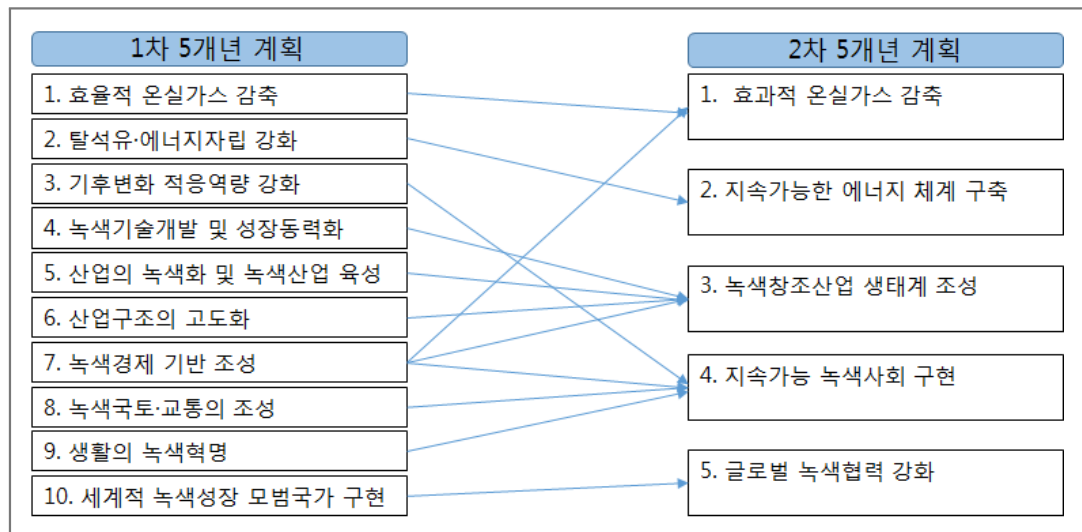 1차 5개년 계획
1. 효율적 온실가스 감축
2. 탈석유·에너지자립 강화
3. 기후변화 적응역량 강화
4. 녹색기술개발 및 성장동력화
5. 산업의 녹색화 및 녹색산업 육성
6. 산업구조의 고도화
7. 녹색경제 기반 조성
8. 녹색국토·교통의 조성
9. 생활의 녹색혁명
10. 세계적 녹색성장 모범국가 구현
2차 5개년 계획
1. 효과적 온실가스 감축
2. 지속가능한 에너지 체계 구축
3. 녹색창조산업 생태계 조성
4. 지속가능 녹색사회 구현
5. 글로벌 녹색협력 강화